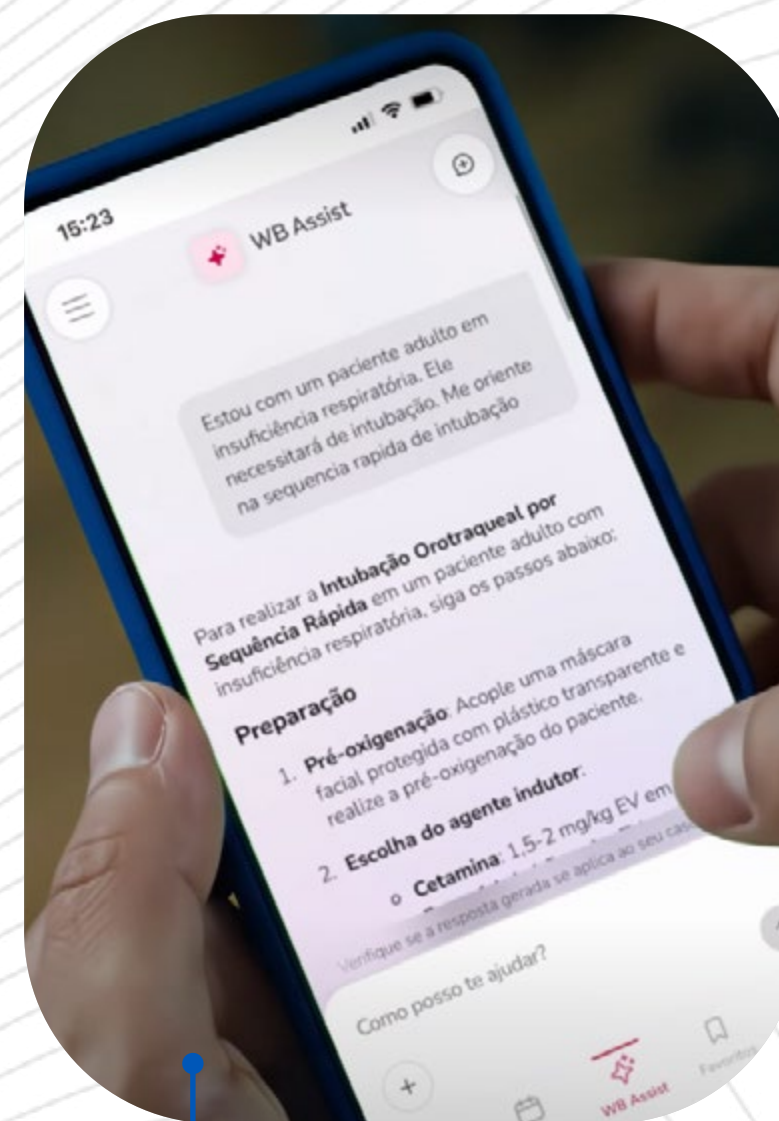 15:23
WB Assist
Estou com um paciente adulto em
insuficiência respiratória. Ele
necessitará de intubação. Me oriente
na sequencia rapida de intubação
Para realizar a Intubação Orotraqueal por
Sequência Rápida em um paciente adulto com
insuficiência respiratória, siga os passos abaixo:
Preparação
1. Pré-oxigenação: Acople uma máscara
facial protegida com plástico transparente e
realize a pré-oxigenação do paciente.
2. Escolha do agente indutor:
Cetamina: 1,5-2 mg/kg EV em
Verifique se a resposta gerada se aplica ao seu caso
Como posso te ajudar?
WB Assist
Favoritos